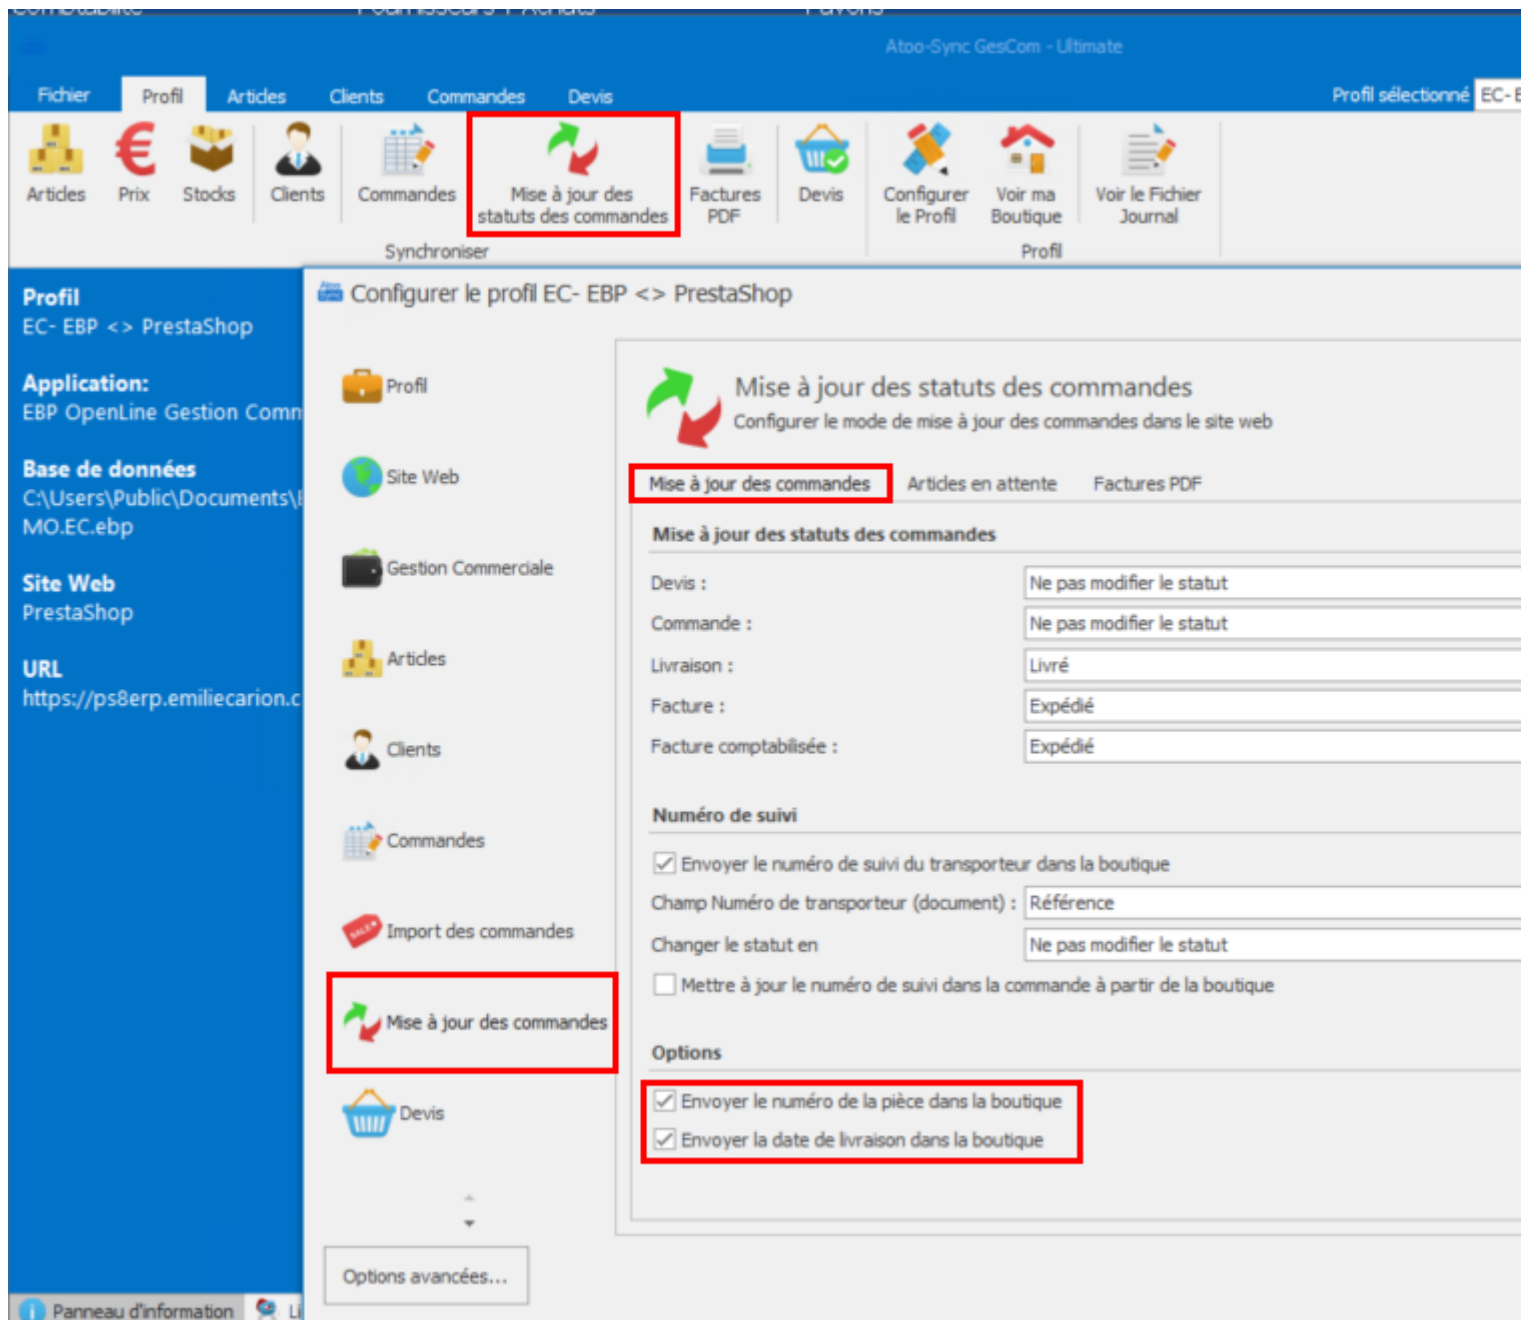 Atoo-Sync GesCom - Ultimate
Fichier
Profil
Articles
Clients
Commandes
Devis
Profil sélectionné
Articles
Prix
Stocks
Clients
Commandes
Mise à jour des
statuts des commandes
Factures
PDF
Devis
Configurer
le Profil
Voir ma
Boutique
Voir le Fichier
Journal
Synchroniser
Profil
Profil
EC- EBP <> PrestaShop
Application:
EBP OpenLine Gestion Comm
Base de données
C:\Users\Public\Documents\
MO.EC.ebp
Site Web
PrestaShop
URL
https://ps8erp.emiliecarion.c
Configurer le profil EC- EBP <> PrestaShop
Profil
Site Web
Gestion Commerciale
Articles
Clients
Commandes
Import des commandes
Mise à jour des commandes
Devis
Options avancées...
Mise à jour des statuts des commandes
Configurer le mode de mise à jour des commandes dans le site web
Mise à jour des commandes
Articles en attente
Factures PDF
Mise à jour des statuts des commandes
Devis : Ne pas modifier le statut
Commande : Ne pas modifier le statut
Livraison : Livré
Facture : Expédié
Facture comptabilisée : Expédié
Numéro de suivi
Envoyer le numéro de suivi du transporteur dans la boutique
Champ Numéro de transporteur (document) : Référence
Changer le statut en Ne pas modifier le statut
Mettre à jour le numéro de suivi dans la commande à partir de la boutique
Options
Envoyer le numéro de la pièce dans la boutique
Envoyer la date de livraison dans la boutique
Panneau d'information